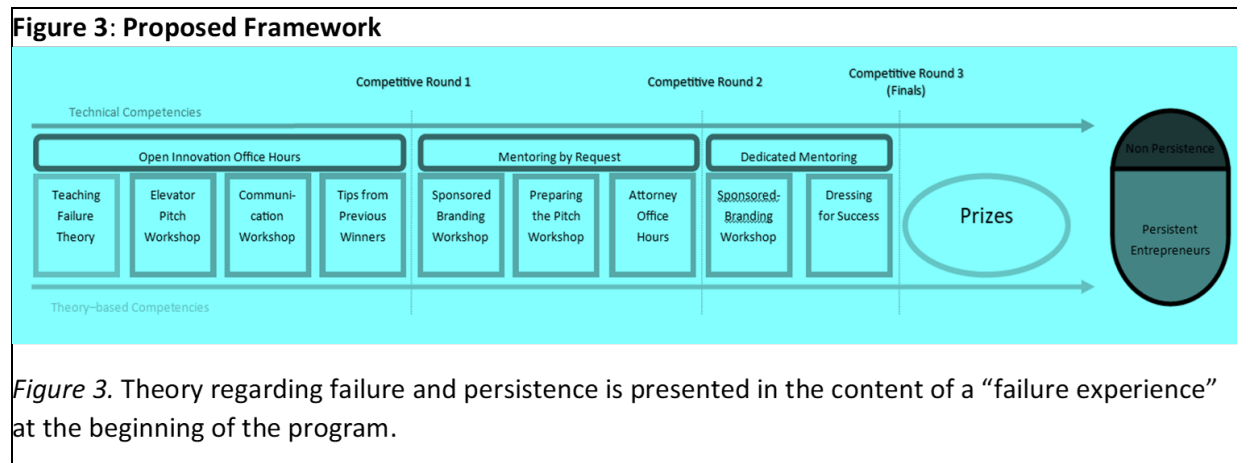 Figure 3: Proposed Framework
Competitive Round 1
Competitive Round 2
Competitive Round 3
(Finals)
Technical Competencies
Open Innovation Office Hours
Mentoring by Request
Dedicated Mentoring
Teaching
Failure
Theory
Elevator
Pitch
Workshop
Communi-
cation
Workshop
Tips from
Previous
Winners
Sponsored
Branding
Workshop
Preparing
the Pitch
Workshop
Attorney
Office
Hours
Sponsored-
Branding
Workshop
Dressing
for Success
Prizes
Non Persistence
Persistent
Entrepreneurs
Theory–based Competencies
Figure 3. Theory regarding failure and persistence is presented in the content of a “failure experience”
at the beginning of the program.